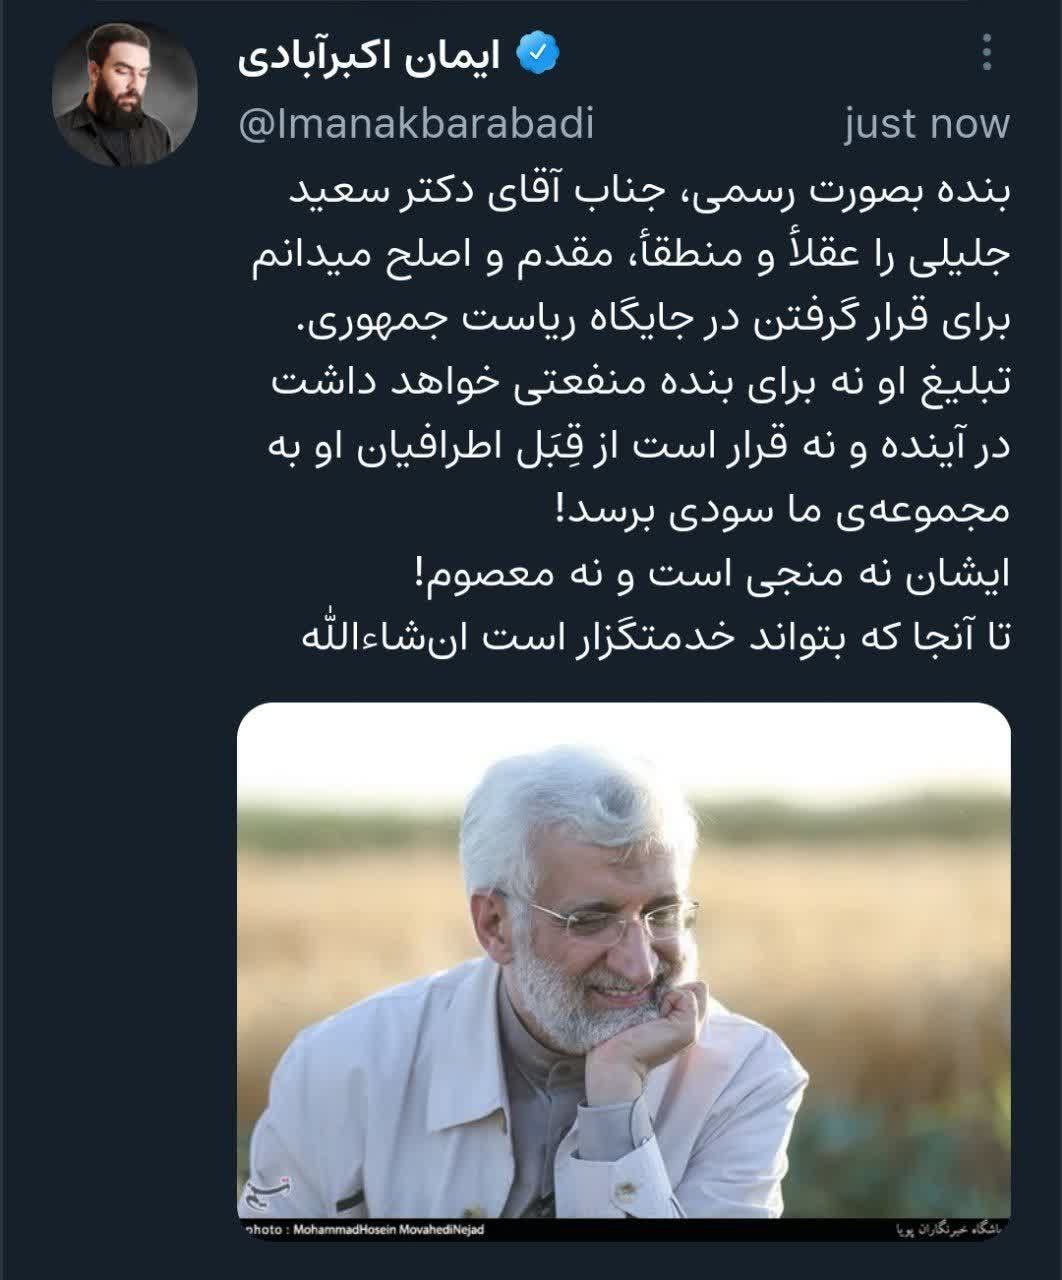 ایمان اکبرآبادی
@Imanakbarabadi
just now
بنده بصورت رسمی، جناب آقای دکتر سعید
جلیلی را عقلاً و منطقاً، مقدم و اصلح میدانم
برای قرار گرفتن در جایگاه ریاست جمهوری.
تبلیغ او نه برای بنده منفعتی خواهد داشت
در آینده و نه قرار است از قِبَل اطرافیان او به
مجموعه‌ی ما سودی برسد!
ایشان نه منجی است و نه معصوم!
تا آنجا که بتواند خدمتگزار است ان‌شاءالله
تسنیم
photo : MohammadHosein MovahediNejad
باشگاه خبرنگاران پویا